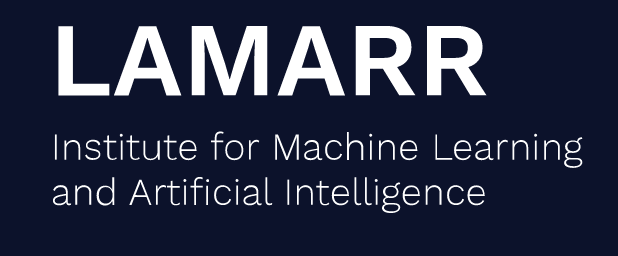 LAMARR
Institute for Machine Learning
and Artificial Intelligence